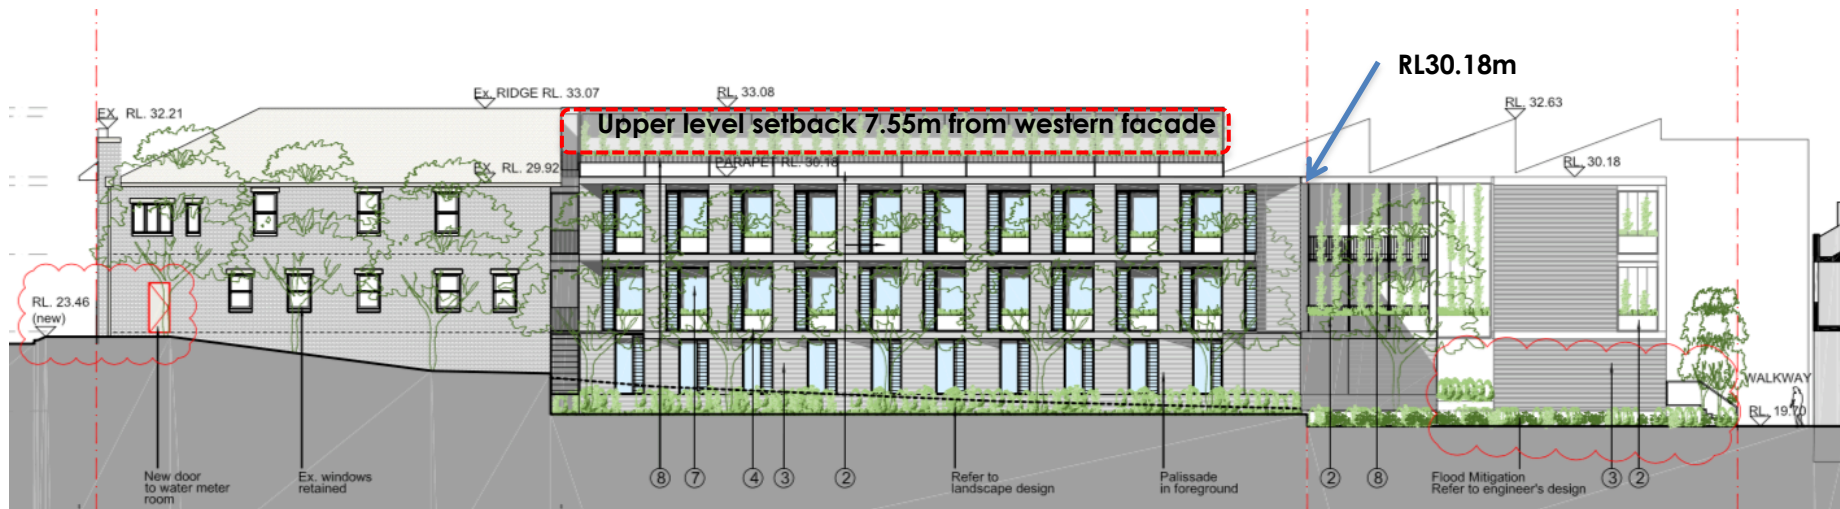 RL30.18m
Ex. RIDGE RL. 33.07
RL. 33.08
RL. 32.63
EX. RL. 32.21
Upper level setback 7.55m from western facade
EX. RL. 29.92
PARAPET RL. 30.18
RL. 30.18
RL. 23.46
(new)
WALKWAY
RL. 19.70
New door
to water meter
room
Ex. windows
retained
8
7
4
3
2
Refer to
landscape design
Palissade
in foreground
2
8
Flood Mitigation
Refer to engineer's design
3
2